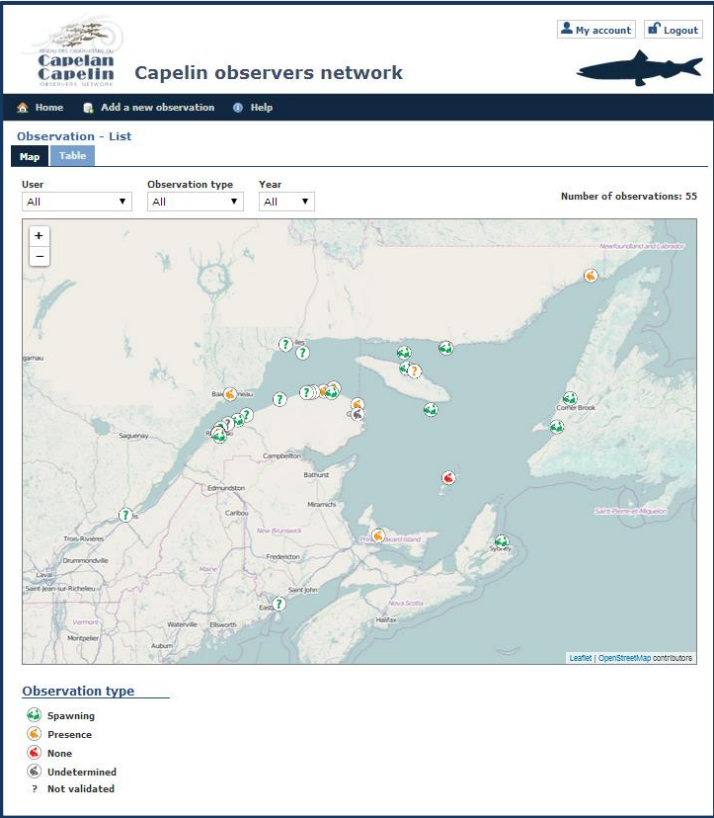 RÉSEAU DES OBSERVATEURS DU
Capelan
Capelin
OBSERVERS NETWORK
Capelin observers network
My account
Logout
Home
Add a new observation
Help
Observation - List
Map
Table
User
Observation type
Year
All
All
All
Number of observations: 55
+
−
Newfoundland and Labrador
Corner Brook
Saguenay
Campbellton
Bathurst
Edmundston
Miramichi
Caribou
Saint-Pierre-et-Miquelon
Trois-Rivières
New Brunswick
Sydney
Drummondville
Fredericton
Maine
Laval
Saint-Jean-sur-Richelieu
Saint John
Nova Scotia
Vermont
Waterville
Ellsworth
Halifax
Montpelier
Auburn
Leaflet | OpenStreetMap contributors
Observation type
Spawning
Presence
None
Undetermined
? Not validated